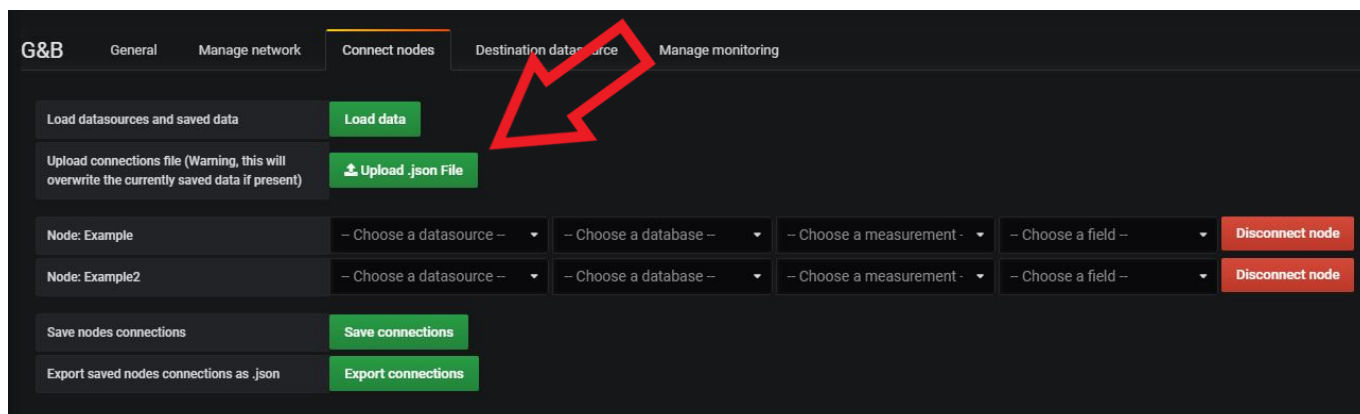 G&B General Manage network Connect nodes Destination datasource Manage monitoring
Load datasources and saved data Load data
Upload connections file (Warning, this will
overwrite the currently saved data if present) Upload .json File
Node: Example -- Choose a datasource -- -- Choose a database -- -- Choose a measurement - -- Choose a field -- Disconnect node
Node: Example2 -- Choose a datasource -- -- Choose a database -- -- Choose a measurement - -- Choose a field -- Disconnect node
Save nodes connections Save connections
Export saved nodes connections as .json Export connections